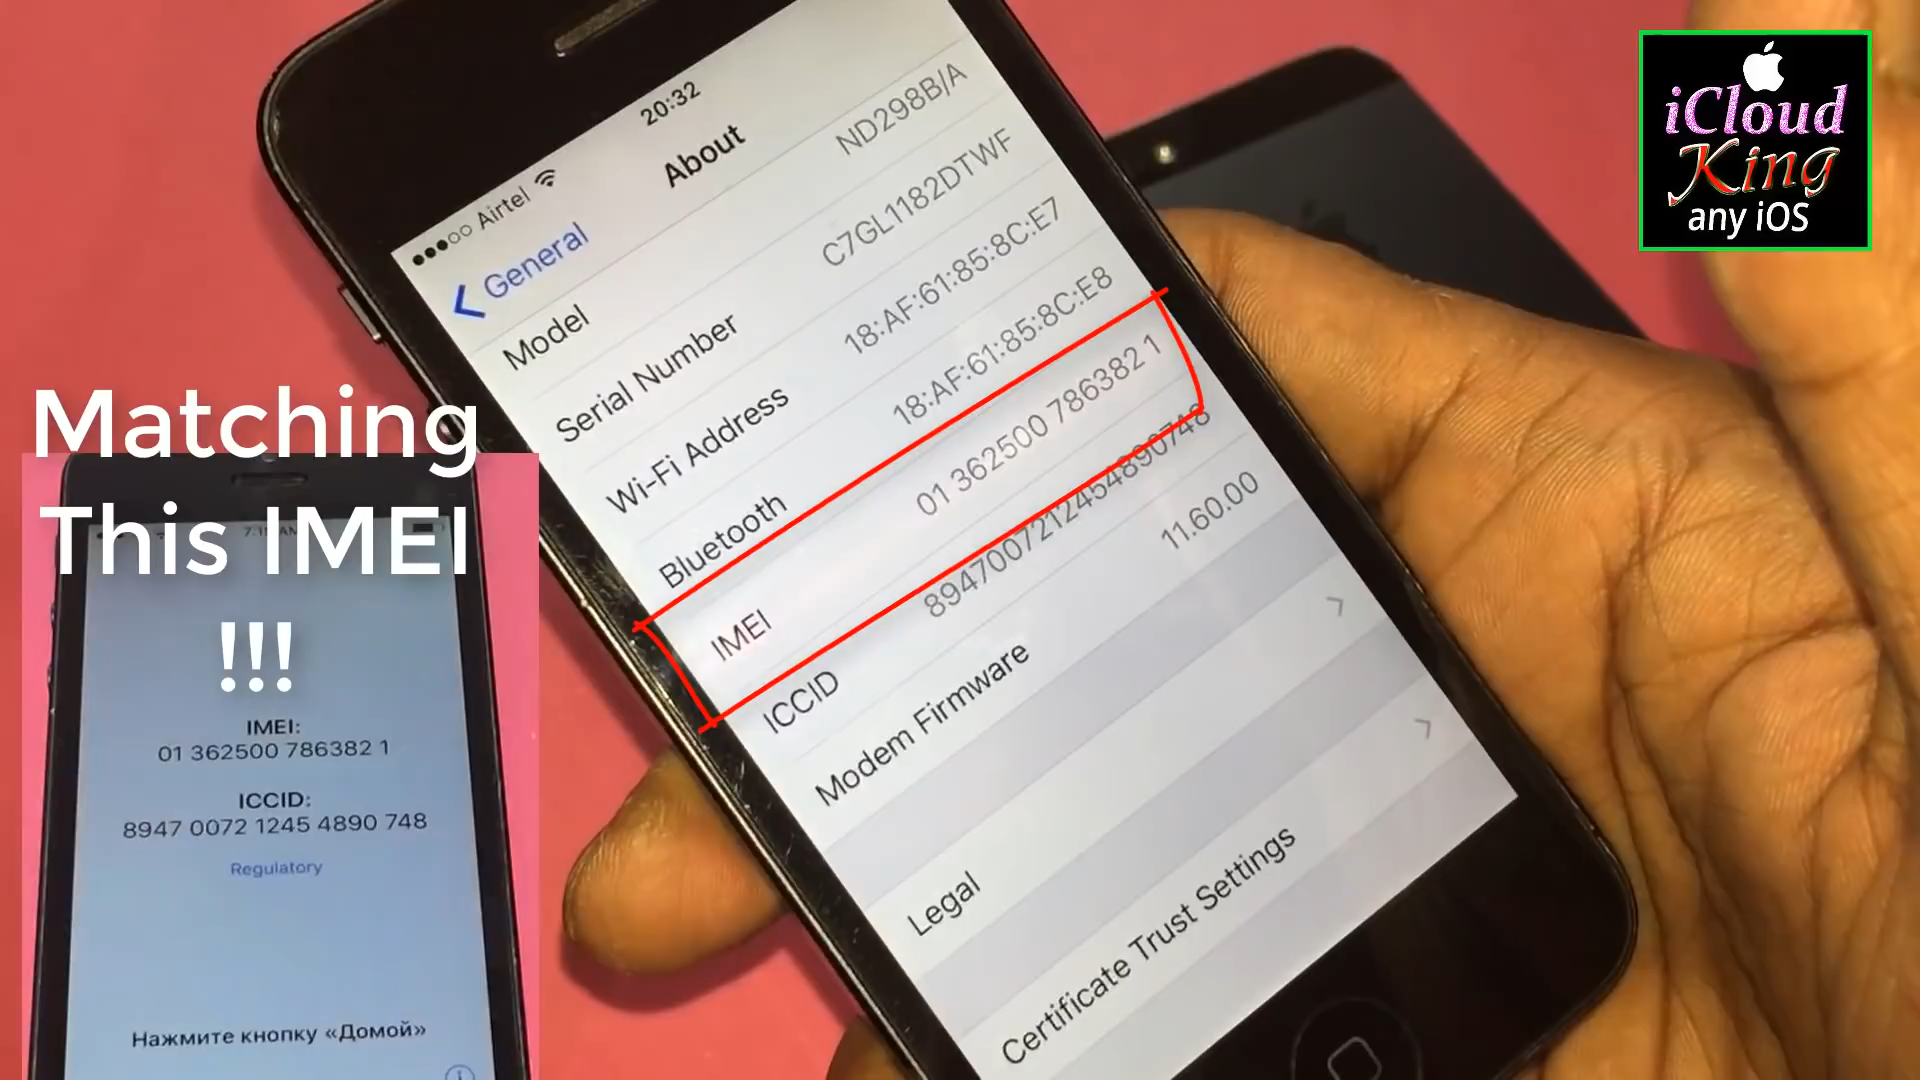 20:32
Airtel
General
About
Model ND298B/A
Serial Number C7GL1182DTWF
Wi-Fi Address 18:AF:61:85:8C:E7
Bluetooth 18:AF:61:85:8C:E8
IMEI 01 362500 786382 1
ICCID 8947007212454890748
Modem Firmware 11.60.00
Legal
Certificate Trust Settings
iCloud
King
any iOS
Matching
This IMEI
!!!
IMEI:
01 362500 786382 1
ICCID:
8947 0072 1245 4890 748
Regulatory
Нажмите кнопку «Домой»